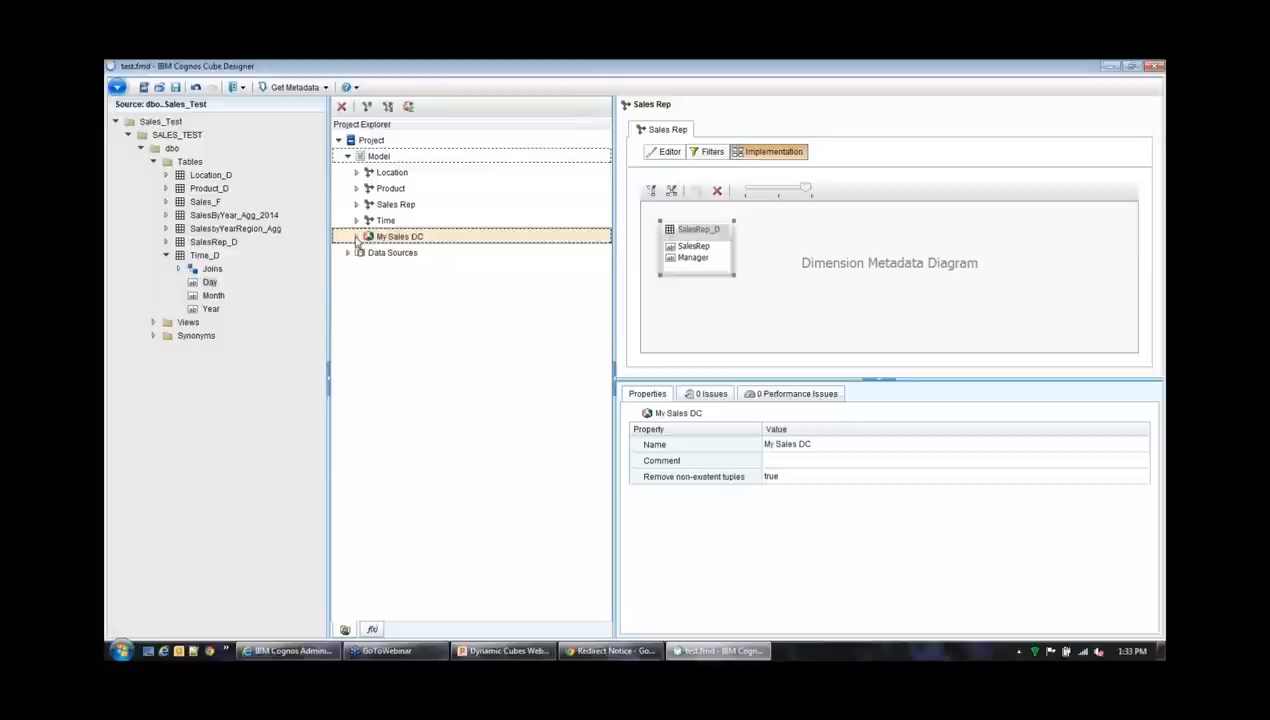 test.fmd - IBM Cognos Cube Designer
Get Metadata
Source: dbo..Sales_Test
Sales_Test
SALES_TEST
dbo
Tables
Location_D
Product_D
Sales_F
SalesByYear_Agg_2014
SalesbyYearRegion_Agg
SalesRep_D
Time_D
Joins
Day
Month
Year
Views
Synonyms
Project Explorer
Project
Model
Location
Product
Sales Rep
Time
My Sales DC
Data Sources
f(x)
Sales Rep
Sales Rep
Editor Filters Implementation
SalesRep_D
SalesRep
Manager
Dimension Metadata Diagram
Properties 0 Issues 0 Performance Issues
My Sales DC
Property Value
Name My Sales DC
Comment
Remove non-existent tuples true
IBM Cognos Admini... GoToWebinar Dynamic Cubes Web... Redirect Notice - Go... test.fmd - IBM Cogn... 1:33 PM